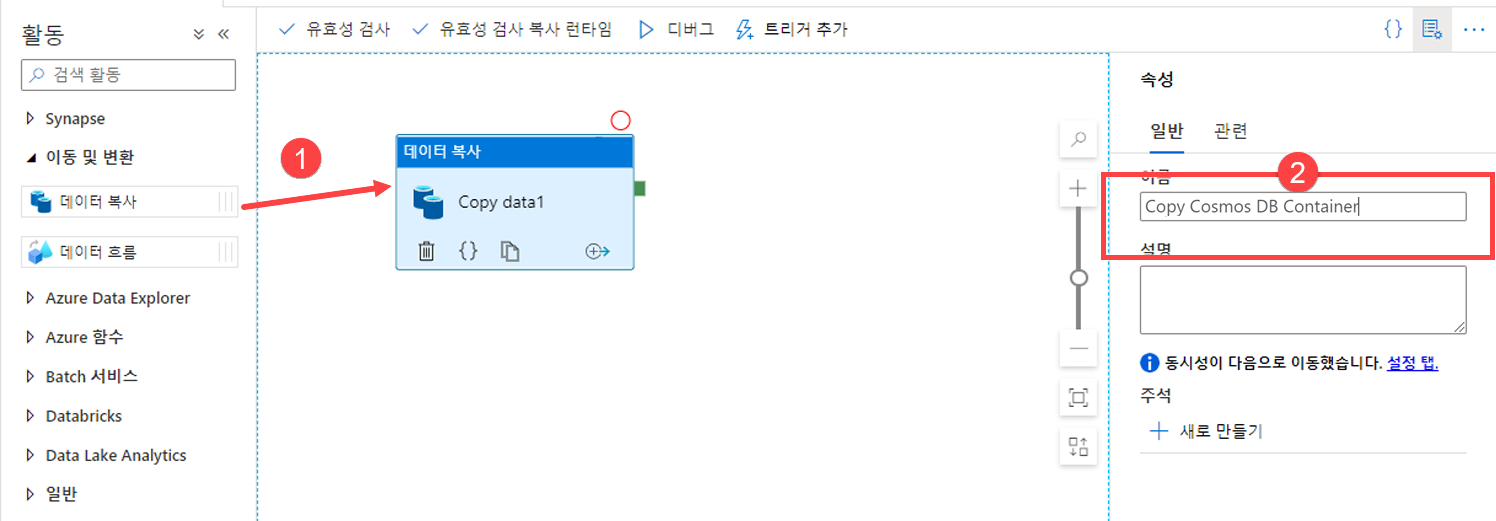 활동
검색 활동
Synapse
이동 및 변환
데이터 복사
데이터 흐름
Azure Data Explorer
Azure 함수
Batch 서비스
Databricks
Data Lake Analytics
일반
유효성 검사 유효성 검사 복사 런타임 디버그 트리거 추가
{}
1
데이터 복사
Copy data1
{}
속성
일반 관련
2
이름
Copy Cosmos DB Container
설명
동시성이 다음으로 이동했습니다. 설정 탭.
주석
새로 만들기